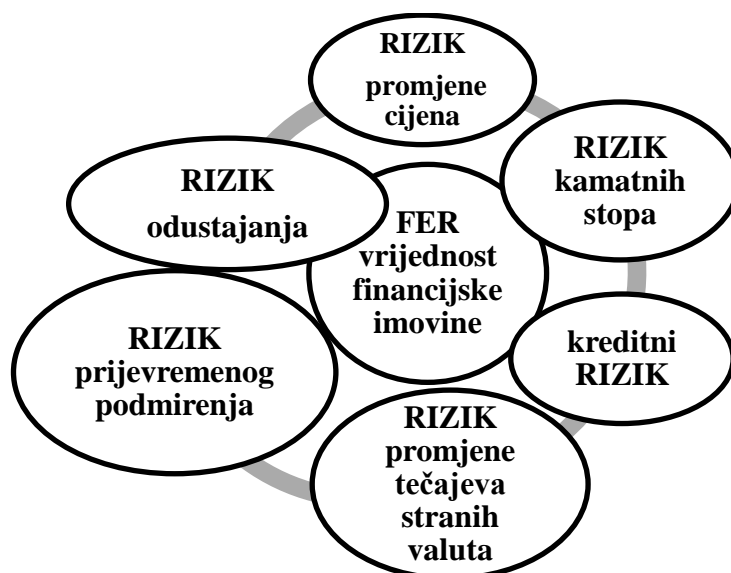 RIZIK
promjene
cijena
RIZIK
kamatnih
stopa
RIZIK
odustajanja
FER
vrijednost
financijske
imovine
kreditni
RIZIK
RIZIK
prijevremenog
podmirenja
RIZIK
promjene
tečajeva
stranih
valuta